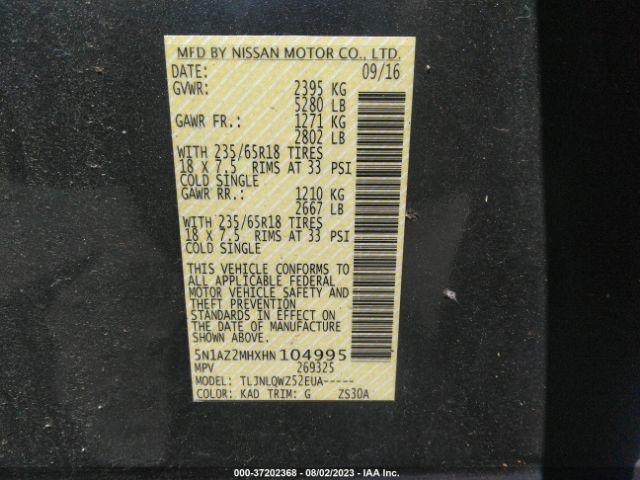 MFD BY NISSAN MOTOR CO., LTD.
DATE: 09/16
GVWR: 2395 KG
5280 LB
GAWR FR.: 1271 KG
2802 LB
WITH 235/65R18 TIRES
18 X 7.5 RIMS AT 33 PSI
COLD SINGLE
GAWR RR.: 1210 KG
2667 LB
WITH 235/65R18 TIRES
18 X 7.5 RIMS AT 33 PSI
COLD SINGLE
THIS VEHICLE CONFORMS TO
ALL APPLICABLE FEDERAL
MOTOR VEHICLE SAFETY AND
THEFT PREVENTION
STANDARDS IN EFFECT ON
THE DATE OF MANUFACTURE
SHOWN ABOVE.
5N1AZ2MHXHN104995
MPV 269325
MODEL: TLJNLQWZ52EUA-----
COLOR: KAD TRIM: G ZS30A
000-37202368 - 08/02/2023 - IAA Inc.